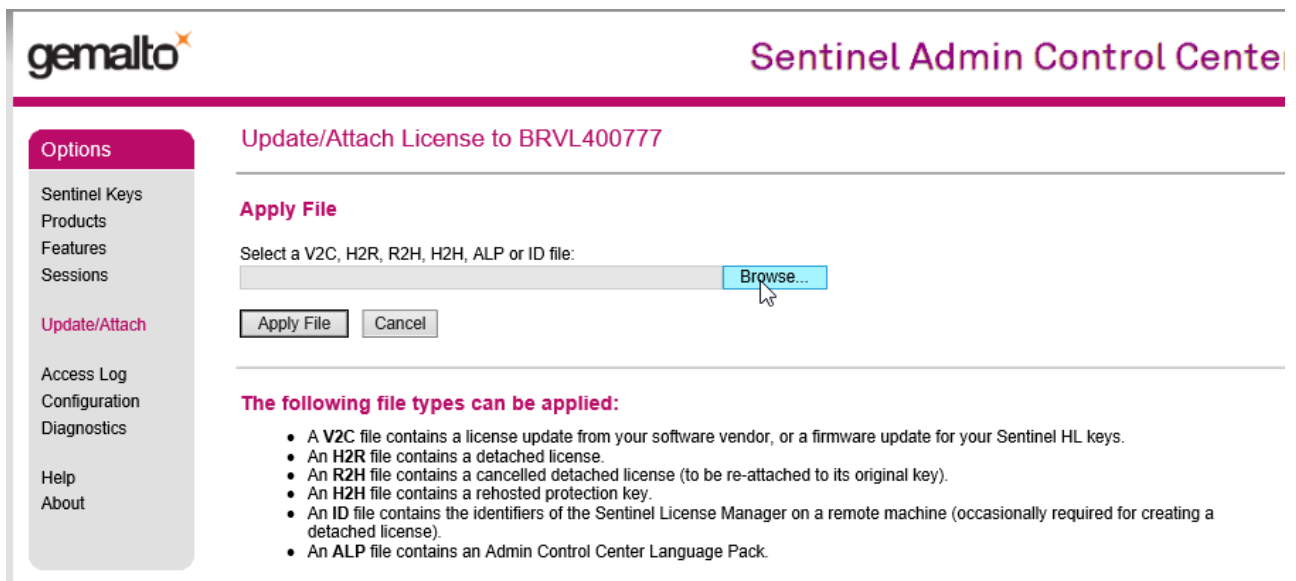 gemalto
Sentinel Admin Control Center
Options
Sentinel Keys
Products
Features
Sessions
Update/Attach
Access Log
Configuration
Diagnostics
Help
About
Update/Attach License to BRVL400777
Apply File
Select a V2C, H2R, R2H, H2H, ALP or ID file:
Browse...
Apply File Cancel
The following file types can be applied:
• A V2C file contains a license update from your software vendor, or a firmware update for your Sentinel HL keys.
• An H2R file contains a detached license.
• An R2H file contains a cancelled detached license (to be re-attached to its original key).
• An H2H file contains a rehosted protection key.
• An ID file contains the identifiers of the Sentinel License Manager on a remote machine (occasionally required for creating a
detached license).
• An ALP file contains an Admin Control Center Language Pack.